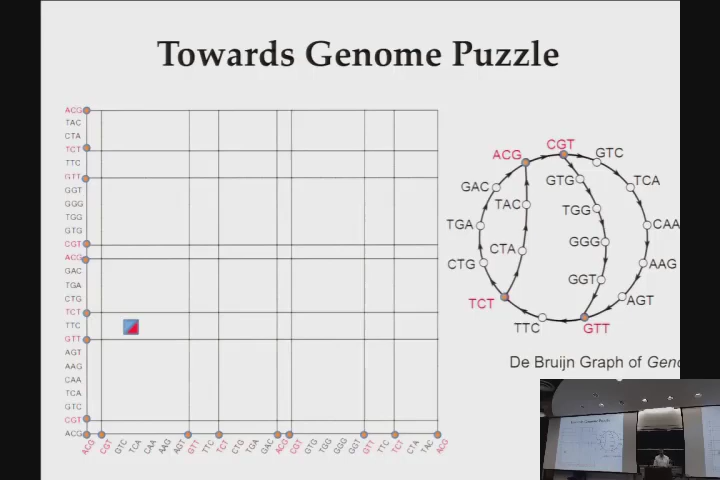 Towards Genome Puzzle
ACG
TAC
CTA
TCT
TTC
GTT
GGT
GGG
TGG
GTG
CGT
ACG
GAC
TGA
CTG
TCT
TTC
GTT
AGT
AAG
CAA
TCA
GTC
CGT
ACG
ACG CGT GTC TCA CAA AAG AGT GTT TTC TCT CTG TGA GAC ACG CGT GTG TGG GGG GGT GTT TTC TCT CTA TAC ACG
CGT
ACG
GTC
GAC
GTG
TCA
TAC
TGG
TGA
CAA
GGG
CTA
CTG
AAG
GGT
TCT
AGT
TTC
GTT
De Bruijn Graph of Geno
Towards Genome Puzzle